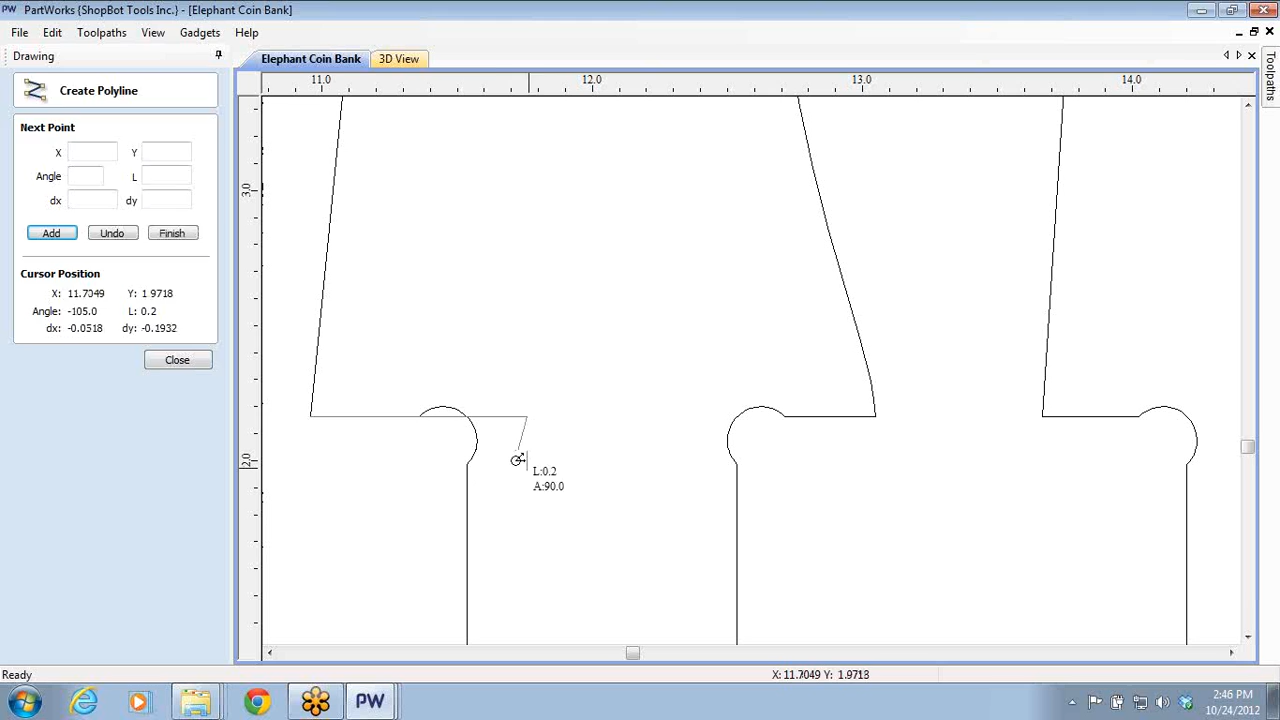 PW PartWorks {ShopBot Tools Inc.} - [Elephant Coin Bank]
File Edit Toolpaths View Gadgets Help
Drawing
Elephant Coin Bank 3D View
Toolpaths
Create Polyline
11.0 12.0 13.0 14.0
Next Point
X Y
Angle L
dx dy
3.0
Add Undo Finish
Cursor Position
X: 11.7049 Y: 1.9718
Angle: -105.0 L: 0.2
dx: -0.0518 dy: -0.1932
Close
2.0
L:0.2
A:90.0
Ready X: 11.7049 Y: 1.9718
PW
2:46 PM
10/24/2012